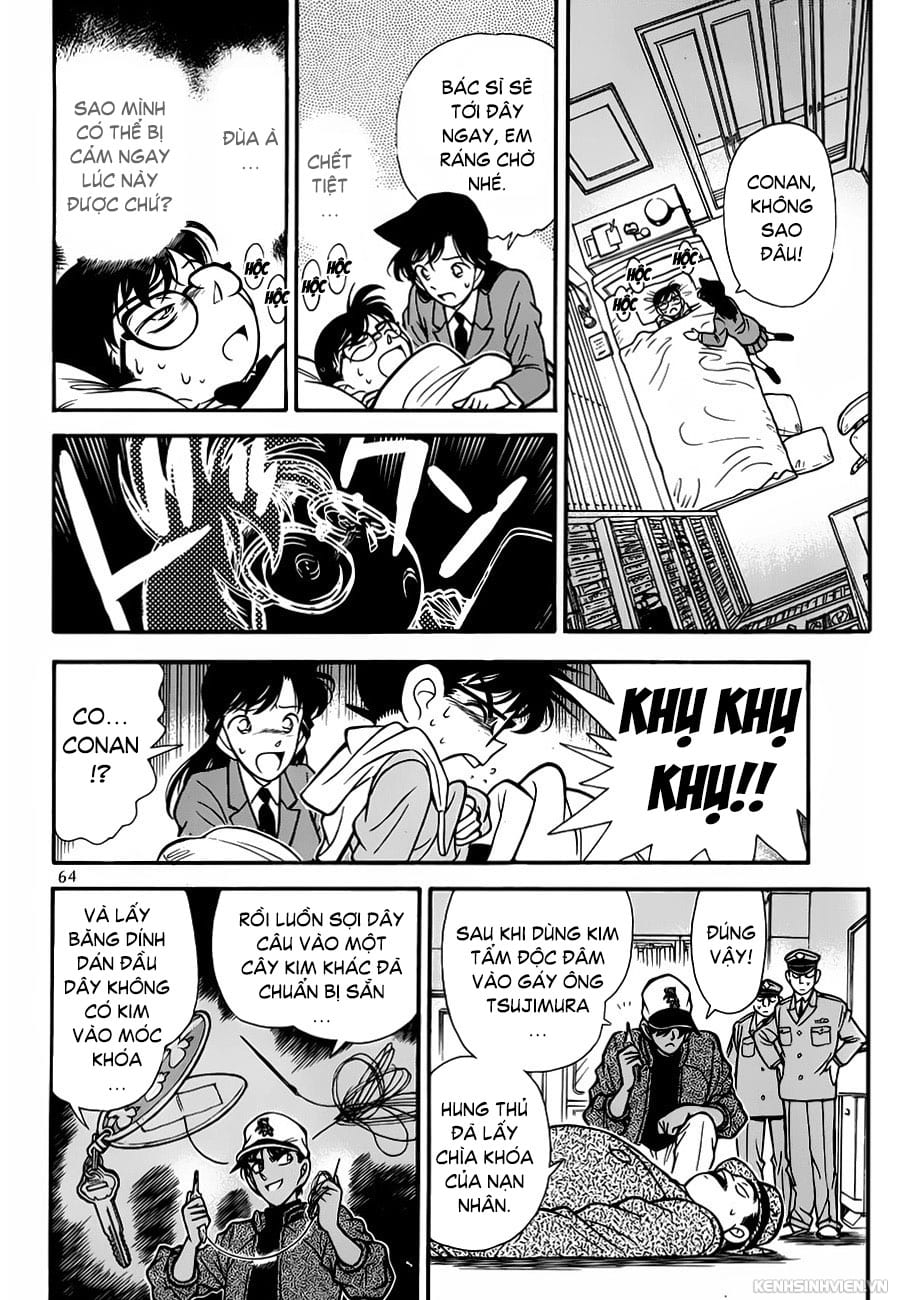 CONAN,
KHÔNG
SAO
ĐÂU!
HỘC
HỘC
HỘC
BÁC SĨ SẼ
TỚI ĐÂY
NGAY, EM
RÁNG CHỜ
NHÉ.
CHẾT
TIỆT
...
HỘC
HỘC
ĐÙA À
...
SAO MÌNH
CÓ THỂ BỊ
CẢM NGAY
LÚC NÀY
ĐƯỢC CHỨ?
HỘC
HỘC
ドクン
KHỤ KHỤ
KHỤ!!
CO...
CONAN
!?
64
ĐÚNG
VẬY!
SAU KHI DÙNG KIM
TẨM ĐỘC ĐÂM
VÀO GÁY ÔNG
TSUJIMURA
...
HUNG THỦ
ĐÃ LẤY
CHÌA KHÓA
CỦA NẠN
NHÂN.
RỒI LUỒN SỢI DÂY
CÂU VÀO MỘT
CÂY KIM KHÁC ĐÃ
CHUẨN BỊ SẴN
...
VÀ LẤY
BĂNG DÍNH
DÁN ĐẦU
DÂY KHÔNG
CÓ KIM
VÀO MÓC
KHÓA
...
KENHSINHVIEN.VN